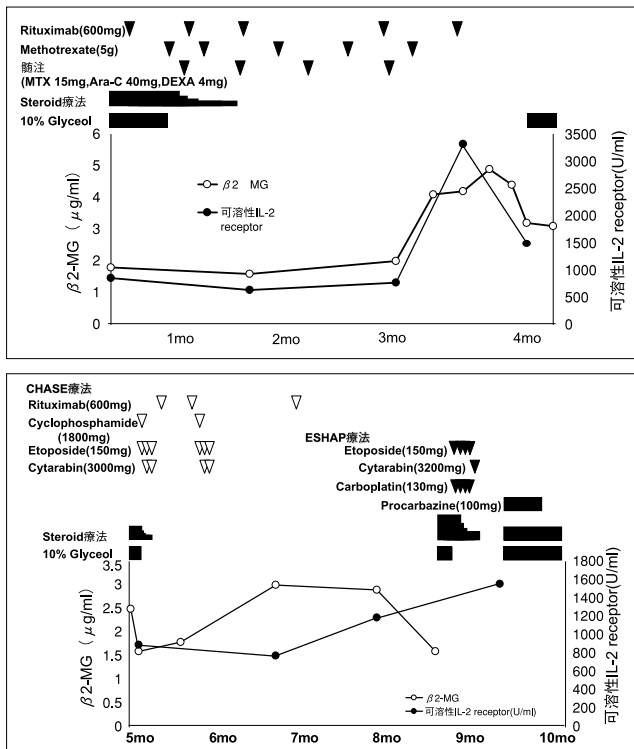 Rituximab(600mg)
Methotrexate(5g)
髄注
(MTX 15mg,Ara-C 40mg,DEXA 4mg)
Steroid療法
10% Glyceol
6
5
4
3
2
1
0
β2-MG（μg/ml）
β2 MG
可溶性IL-2
receptor
3500
3000
2500
2000
1500
1000
500
0
可溶性IL-2 receptor(U/ml)
1mo 2mo 3mo 4mo
CHASE療法
Rituximab(600mg)
Cyclophosphamide
(1800mg)
Etoposide(150mg)
Cytarabin(3000mg)
ESHAP療法
Etoposide(150mg)
Cytarabin(3200mg)
Carboplatin(130mg)
Procarbazine(100mg)
Steroid療法
10% Glyceol
3.5
3
2.5
2
1.5
1
0
β2-MG（μg/ml）
1800
1600
1400
1200
1000
800
600
400
200
0
可溶性IL-2 receptor(U/ml)
β2-MG
可溶性IL-2 receptor(U/ml)
5mo 6mo 7mo 8mo 9mo 10mo